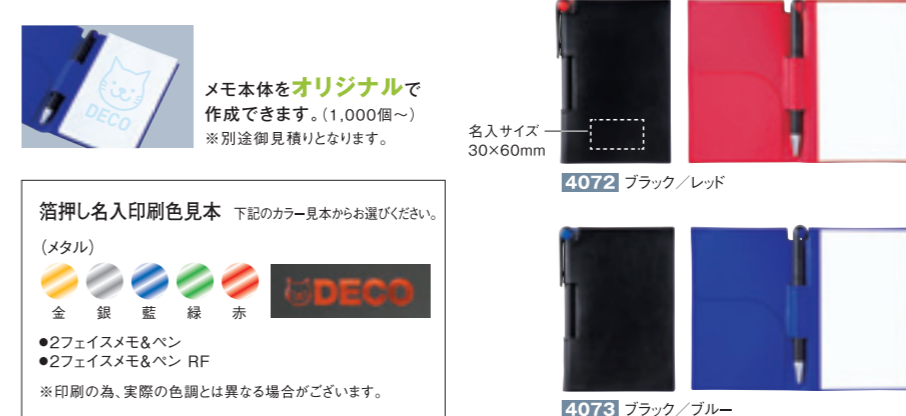 DECO
メモ本体をオリジナルで
作成できます。(1,000個〜)
※別途御見積りとなります。
箔押し名入印刷色見本 下記のカラー見本からお選びください。
(メタル)
金 銀 藍 緑 赤
DECO
●2フェイスメモ&ペン
●2フェイスメモ&ペン RF
※印刷の為、実際の色調とは異なる場合がございます。
名入サイズ
30×60mm
4072 ブラック/レッド
4073 ブラック/ブルー